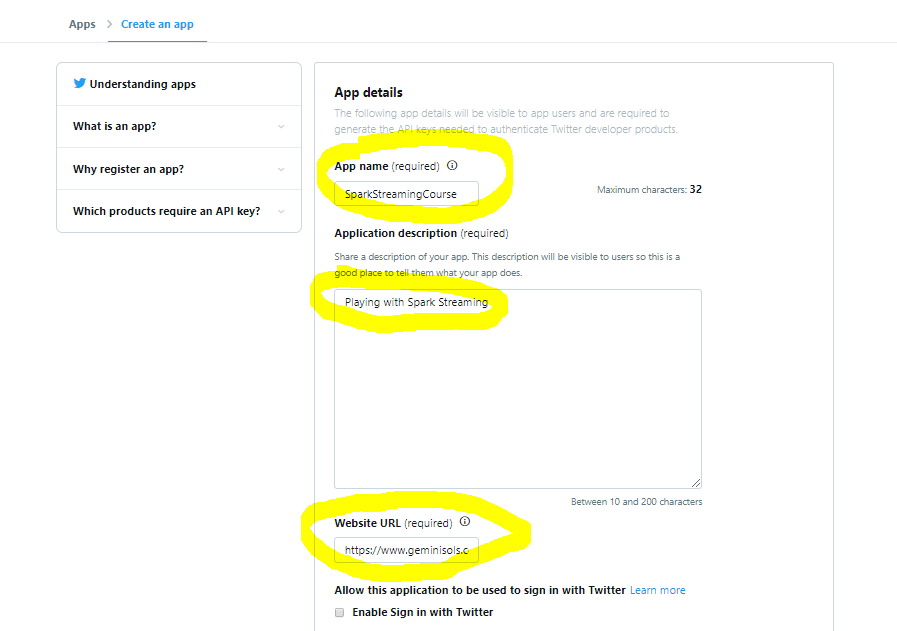 Apps > Create an app
Understanding apps
What is an app?
Why register an app?
Which products require an API key?
App details
The following app details will be visible to app users and are required to
generate the API keys needed to authenticate Twitter developer products.
App name (required)
SparkStreamingCourse
Maximum characters: 32
Application description (required)
Share a description of your app. This description will be visible to users so this is a
good place to tell them what your app does.
Playing with Spark Streaming
Between 10 and 200 characters
Website URL (required)
https://www.geminisols.c
Allow this application to be used to sign in with Twitter Learn more
Enable Sign in with Twitter